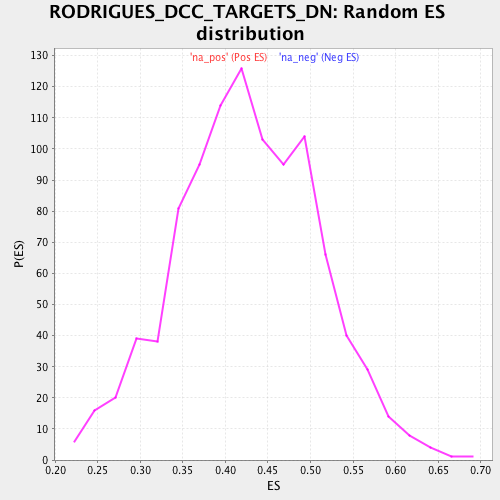 RODRIGUES_DCC_TARGETS_DN: Random ES
distribution
'na_pos' (Pos ES) 'na_neg' (Neg ES)
130
120
110
100
90
80
70
60
50
40
30
20
10
0
P(ES)
0.20 0.25 0.30 0.35 0.40 0.45 0.50 0.55 0.60 0.65 0.70
ES